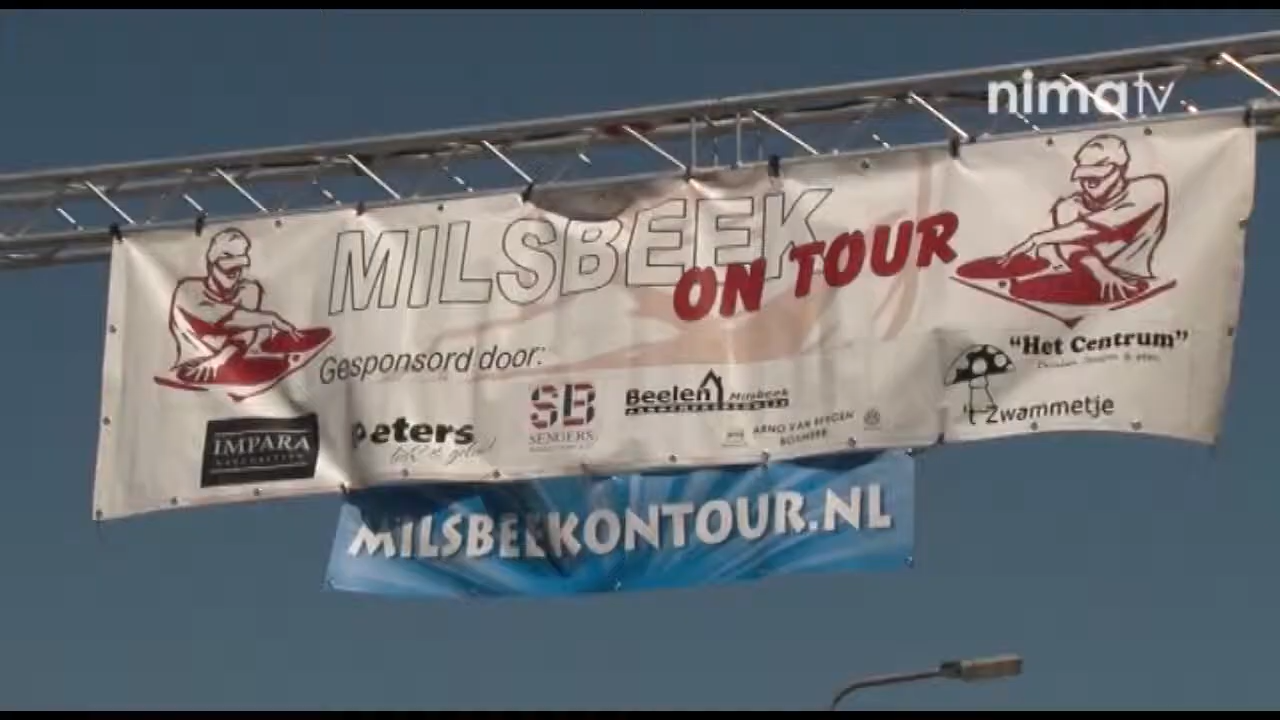 nimatv
MILSBEEK
ON TOUR
Gesponsord door:
"Het Centrum"
't Zwammetje
Beelen Milsbeek
SB
SENGERS
peters
ARNO VAN BERGEN
IMPARA
MILSBEEKONTOUR.NL